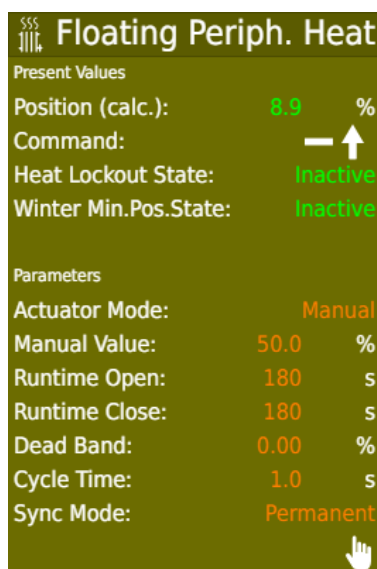 Floating Periph. Heat
Present Values
Position (calc.): 8.9 %
Command:
Heat Lockout State: Inactive
Winter Min.Pos.State: Inactive
Parameters
Actuator Mode: Manual
Manual Value: 50.0 %
Runtime Open: 180 s
Runtime Close: 180 s
Dead Band: 0.00 %
Cycle Time: 1.0 s
Sync Mode: Permanent